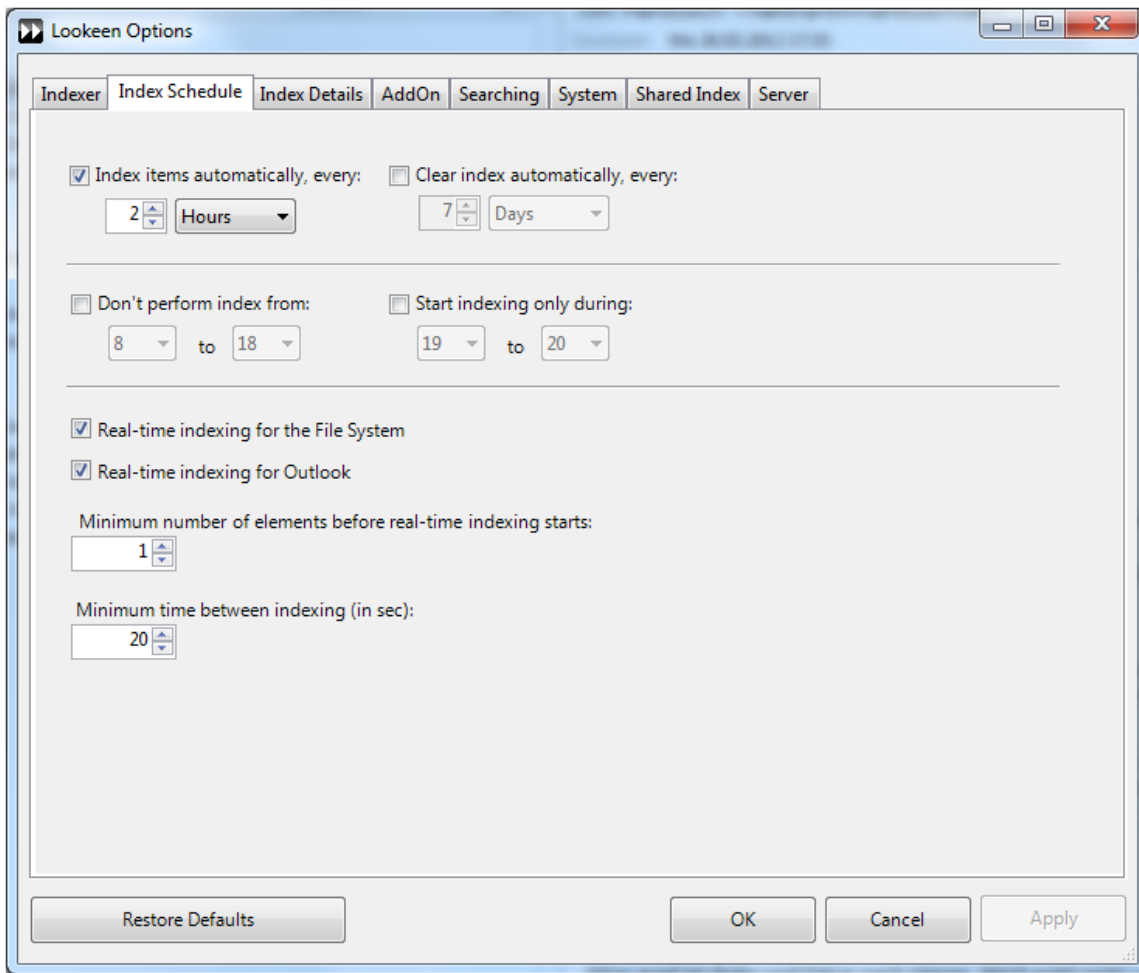 Lookeen Options
Indexer Index Schedule Index Details AddOn Searching System Shared Index Server
Index items automatically, every: Clear index automatically, every:
2 Hours 7 Days
Don't perform index from: Start indexing only during:
8 to 18 19 to 20
Real-time indexing for the File System
Real-time indexing for Outlook
Minimum number of elements before real-time indexing starts:
1
Minimum time between indexing (in sec):
20
Restore Defaults OK Cancel Apply